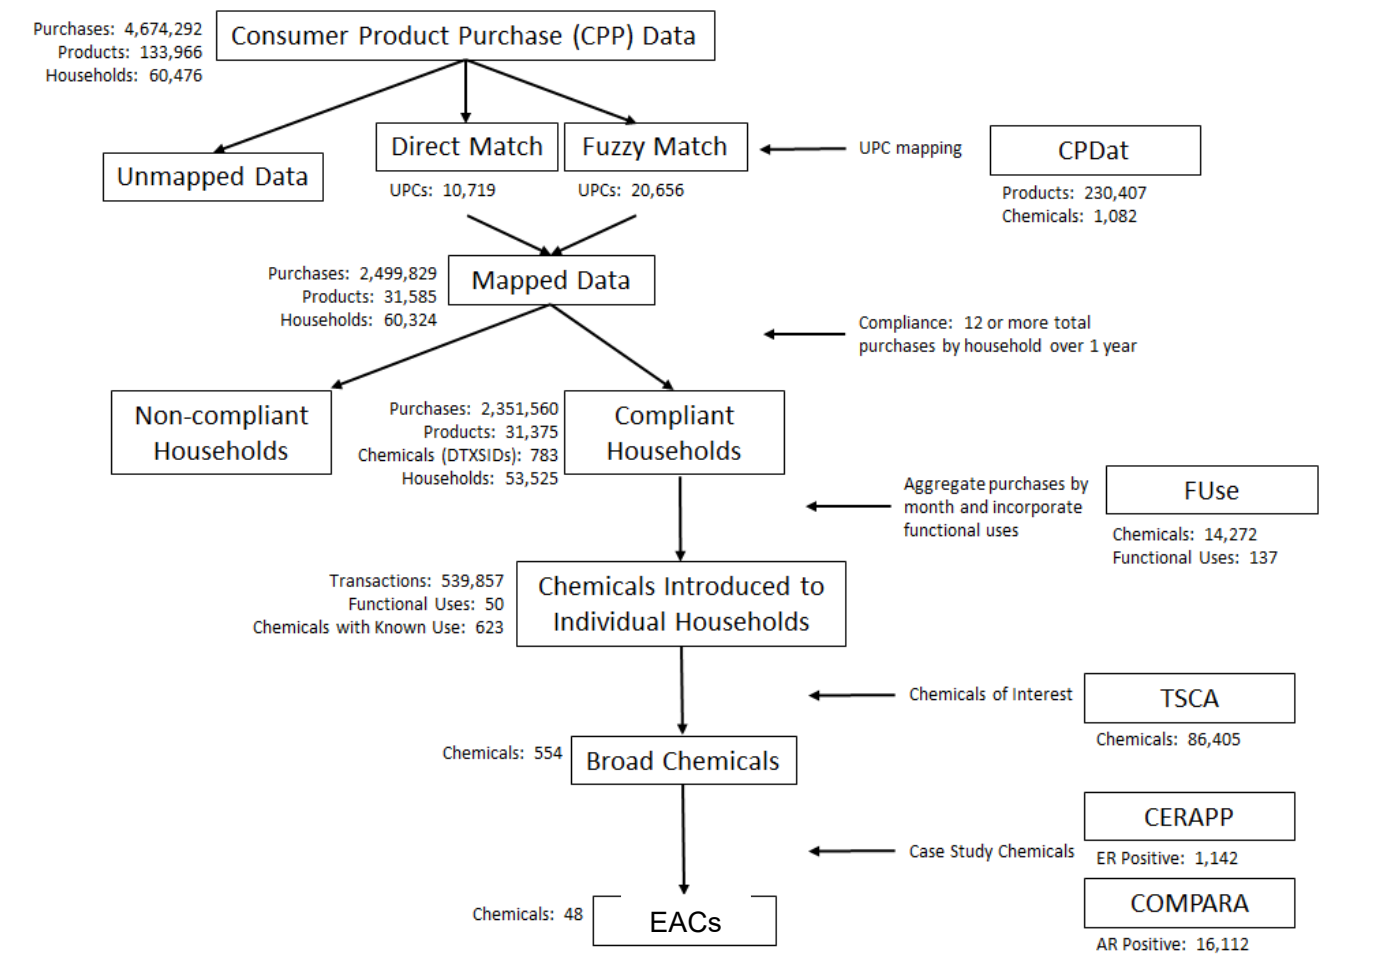 Purchases: 4,674,292
Products: 133,966
Households: 60,476
Consumer Product Purchase (CPP) Data
Unmapped Data
Direct Match
UPCs: 10,719
Fuzzy Match
UPCs: 20,656
UPC mapping
CPDat
Products: 230,407
Chemicals: 1,082
Purchases: 2,499,829
Products: 31,585
Households: 60,324
Mapped Data
Compliance: 12 or more total
purchases by household over 1 year
Non-compliant
Households
Purchases: 2,351,560
Products: 31,375
Chemicals (DTXSIDs): 783
Households: 53,525
Compliant
Households
Aggregate purchases by
month and incorporate
functional uses
FUse
Chemicals: 14,272
Functional Uses: 137
Transactions: 539,857
Functional Uses: 50
Chemicals with Known Use: 623
Chemicals Introduced to
Individual Households
Chemicals of Interest
TSCA
Chemicals: 86,405
Chemicals: 554
Broad Chemicals
Case Study Chemicals
CERAPP
ER Positive: 1,142
COMPARA
AR Positive: 16,112
Chemicals: 48
EACs